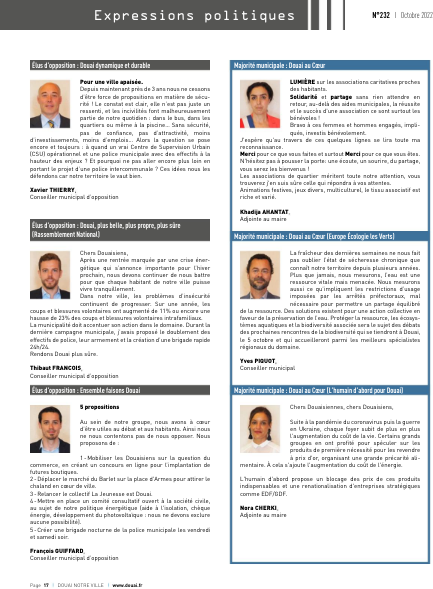 Expressions politiques
N°232 | Octobre 2022
Élus d'opposition : Douai dynamique et durable
Pour une ville apaisée.
Depuis maintenant près de 3 ans nous ne cessons
d'être force de propositions en matière de sécu-
rité ! Le constat est clair, elle n'est pas juste un
ressenti, et les incivilités font malheureusement
partie de notre quotidien : dans le bus, dans les
quartiers ou même à la piscine... Sans sécurité,
pas de confiance, pas d'attractivité, moins
d'investissements, moins d'emplois... Alors la question se pose
encore et toujours : à quand un vrai Centre de Supervision Urbain
(CSU) opérationnel et une police municipale avec des effectifs à la
hauteur des enjeux ? Et pourquoi ne pas aller encore plus loin en
portant le projet d'une police intercommunale ? Ces idées nous les
défendons car notre territoire le vaut bien.
Xavier THIERRY,
Conseiller municipal d'opposition
Élus d'opposition : Douai, plus belle, plus propre, plus sûre
(Rassemblement National)
Chers Douaisiens,
Après une rentrée marquée par une crise éner-
gétique qui s'annonce importante pour l'hiver
prochain, nous devons continuer de nous battre
pour que chaque habitant de notre ville puisse
vivre tranquillement.
Dans notre ville, les problèmes d'insécurité
continuent de progresser. Sur une année, les
coups et blessures volontaires ont augmenté de 11% ou encore une
hausse de 23% des coups et blessures volontaires intrafamiliaux.
La municipalité doit accentuer son action dans le domaine. Durant la
dernière campagne municipale, j'avais proposé le doublement des
effectifs de police, leur armement et la création d'une brigade rapide
24h/24.
Rendons Douai plus sûre.
Thibaut FRANCOIS,
Conseiller municipal d'opposition
Élus d'opposition : Ensemble faisons Douai
5 propositions
Au sein de notre groupe, nous avons à cœur
d'être utiles au débat et aux habitants. Ainsi nous
ne nous contentons pas de nous opposer. Nous
proposons de :
1 - Mobiliser les Douaisiens sur la question du
commerce, en créant un concours en ligne pour l'implantation de
futures boutiques.
2 - Déplacer le marché du Barlet sur la place d'Armes pour attirer le
chaland en cœur de ville.
3 - Relancer le collectif La Jeunesse est Douai.
4 - Mettre en place un comité consultatif ouvert à la société civile,
au sujet de notre politique énergétique (aide à l'isolation, chèque
énergie, développement du photovoltaïque : nous ne devons exclure
aucune possibilité).
5 - Créer une brigade nocturne de la police municipale les vendredi
et samedi soir.
François GUIFFARD,
Conseiller municipal d'opposition
Majorité municipale : Douai au Cœur
LUMIÈRE sur les associations caritatives proches
des habitants.
Solidarité et partage sans rien attendre en
retour, au-delà des aides municipales, la réussite
et le succès d'une association ce sont surtout les
bénévoles !
Bravo à ces femmes et hommes engagés, impli-
qués, investis bénévolement.
J'espère qu'au travers de ces quelques lignes se lira toute ma
reconnaissance.
Merci pour ce que vous faites et surtout Merci pour ce que vous êtes.
N'hésitez pas à pousser la porte: une écoute, un sourire, du partage,
vous serez les bienvenus !
Les associations de quartier méritent toute notre attention, vous
trouverez j'en suis sûre celle qui répondra à vos attentes.
Animations festives, jeux divers, multiculturel, le tissu associatif est
riche et varié.
Khadija AHANTAT,
Adjointe au maire
Majorité municipale : Douai au Cœur (Europe Écologie les Verts)
La fraîcheur des dernières semaines ne nous fait
pas oublier l'état de sécheresse chronique que
connaît notre territoire depuis plusieurs années.
Plus que jamais, nous mesurons, l'eau est une
ressource vitale mais menacée. Nous mesurons
aussi ce qu'impliquent les restrictions d'usage
imposées par les arrêtés préfectoraux, mal
nécessaire pour permettre un partage équilibré
de la ressource. Des solutions existent pour une action collective en
faveur de la préservation de l'eau. Protéger la ressource, les écosys-
tèmes aquatiques et la biodiversité associée sera le sujet des débats
des prochaines rencontres de la biodiversité qui se tiendront à Douai,
le 5 octobre et qui accueilleront parmi les meilleurs spécialistes
régionaux du domaine.
Yves PIQUOT,
Conseiller municipal
Majorité municipale : Douai au Cœur (L'humain d'abord pour Douai)
Chers Douaisiennes, chers Douaisiens,
Suite à la pandémie du coronavirus puis la guerre
en Ukraine, chaque foyer subit de plus en plus
l'augmentation du coût de la vie. Certains grands
groupes en ont profité pour spéculer sur les
produits de première nécessité pour les revendre
à prix d'or, organisant une grande précarité ali-
mentaire. À cela s'ajoute l'augmentation du coût de l'énergie.
L'humain d'abord propose un blocage des prix de ces produits
indispensables et une renationalisation d'entreprises stratégiques
comme EDF/GDF.
Nora CHERKI,
Adjointe au maire
Page 17 | DOUAI NOTRE VILLE | www.douai.fr